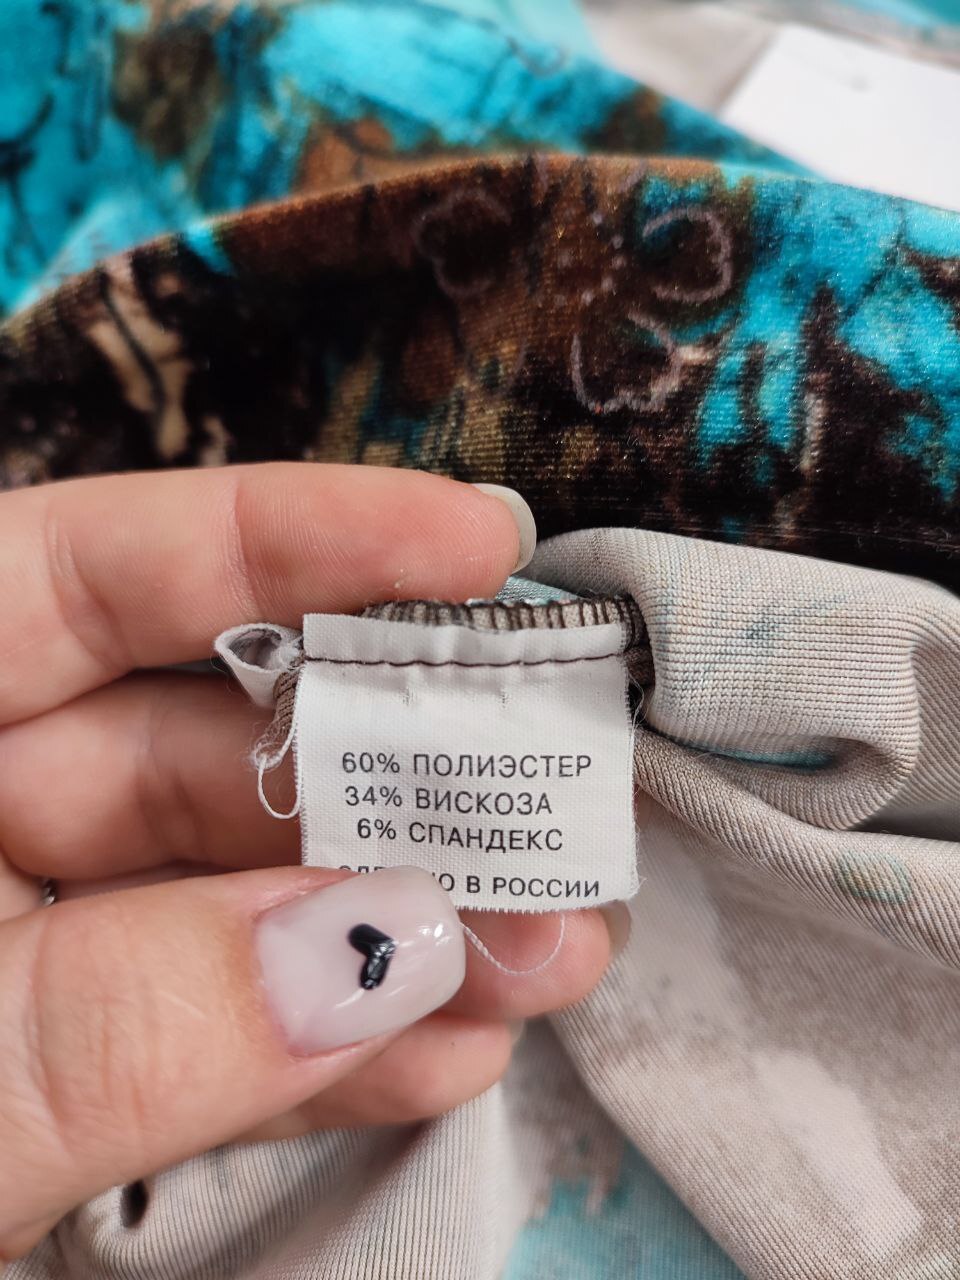 60% ПОЛИЭСТЕР
34% ВИСКОЗА
6% СПАНДЕКС
В РОССИИ